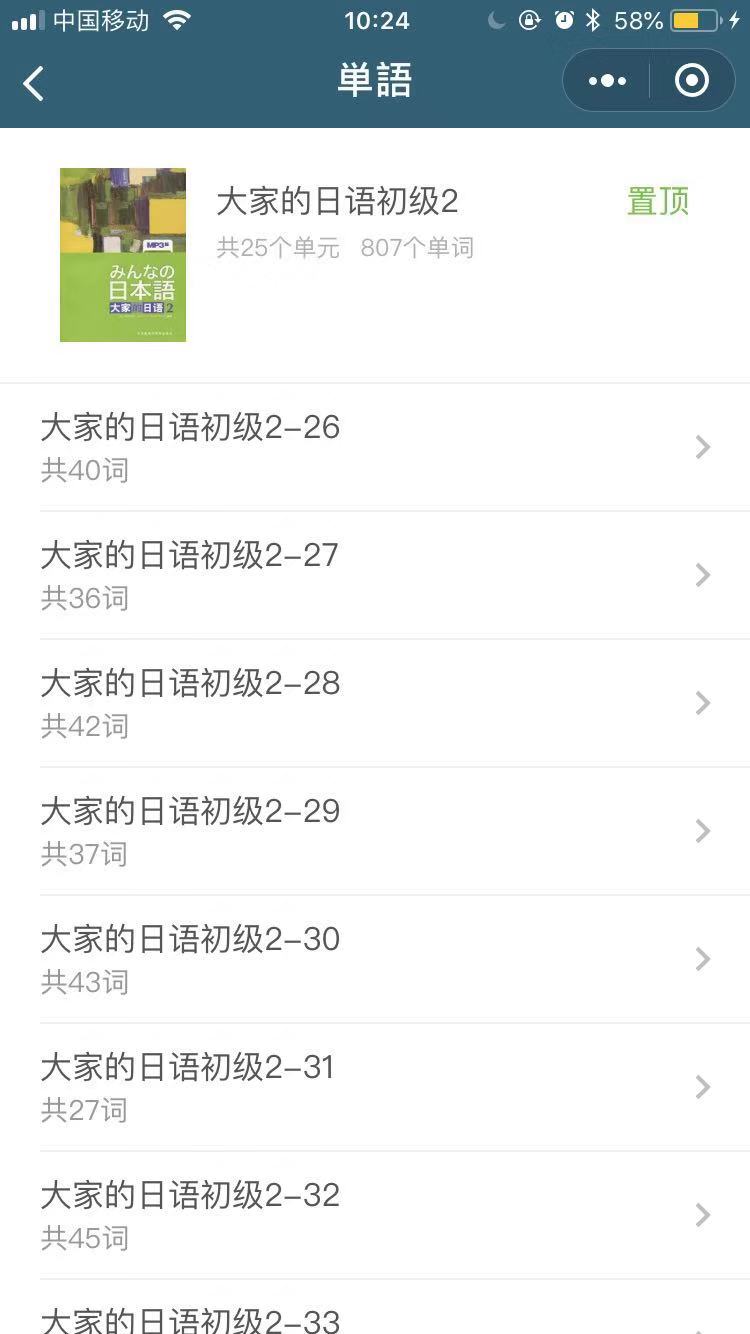 中国移动 10:24 58%
単語
大家的日语初级2
置顶
共25个单元 807个单词
MP3版
みんなの
日本語
大家的日语2
大家的日语初级2-26
共40词
大家的日语初级2-27
共36词
大家的日语初级2-28
共42词
大家的日语初级2-29
共37词
大家的日语初级2-30
共43词
大家的日语初级2-31
共27词
大家的日语初级2-32
共45词
大家的日语初级2-33